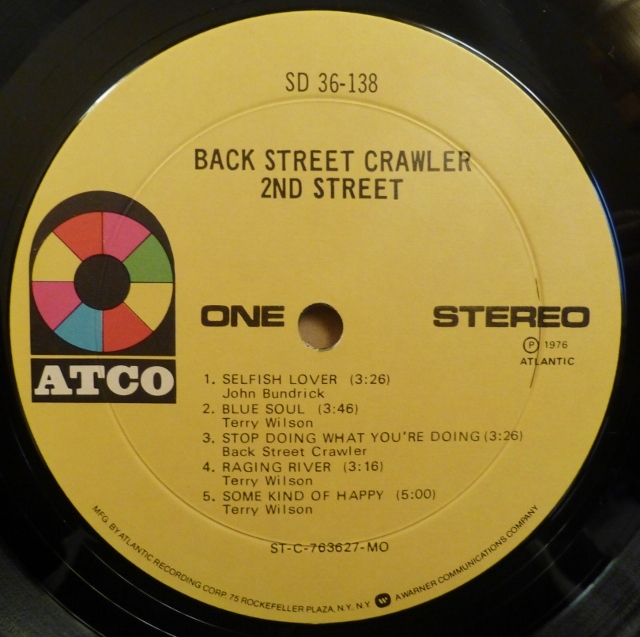 SD 36-138
BACK STREET CRAWLER
2ND STREET
ATCO
ONE
STEREO
Ⓟ 1976
ATLANTIC
1. SELFISH LOVER (3:26)
John Bundrick
2. BLUE SOUL (3:46)
Terry Wilson
3. STOP DOING WHAT YOU'RE DOING (3:26)
Back Street Crawler
4. RAGING RIVER (3:16)
Terry Wilson
5. SOME KIND OF HAPPY (5:00)
Terry Wilson
ST-C-763627-MO
MFG. BY ATLANTIC RECORDING CORP. 75 ROCKEFELLER PLAZA, N.Y., N.Y. A WARNER COMMUNICATIONS COMPANY